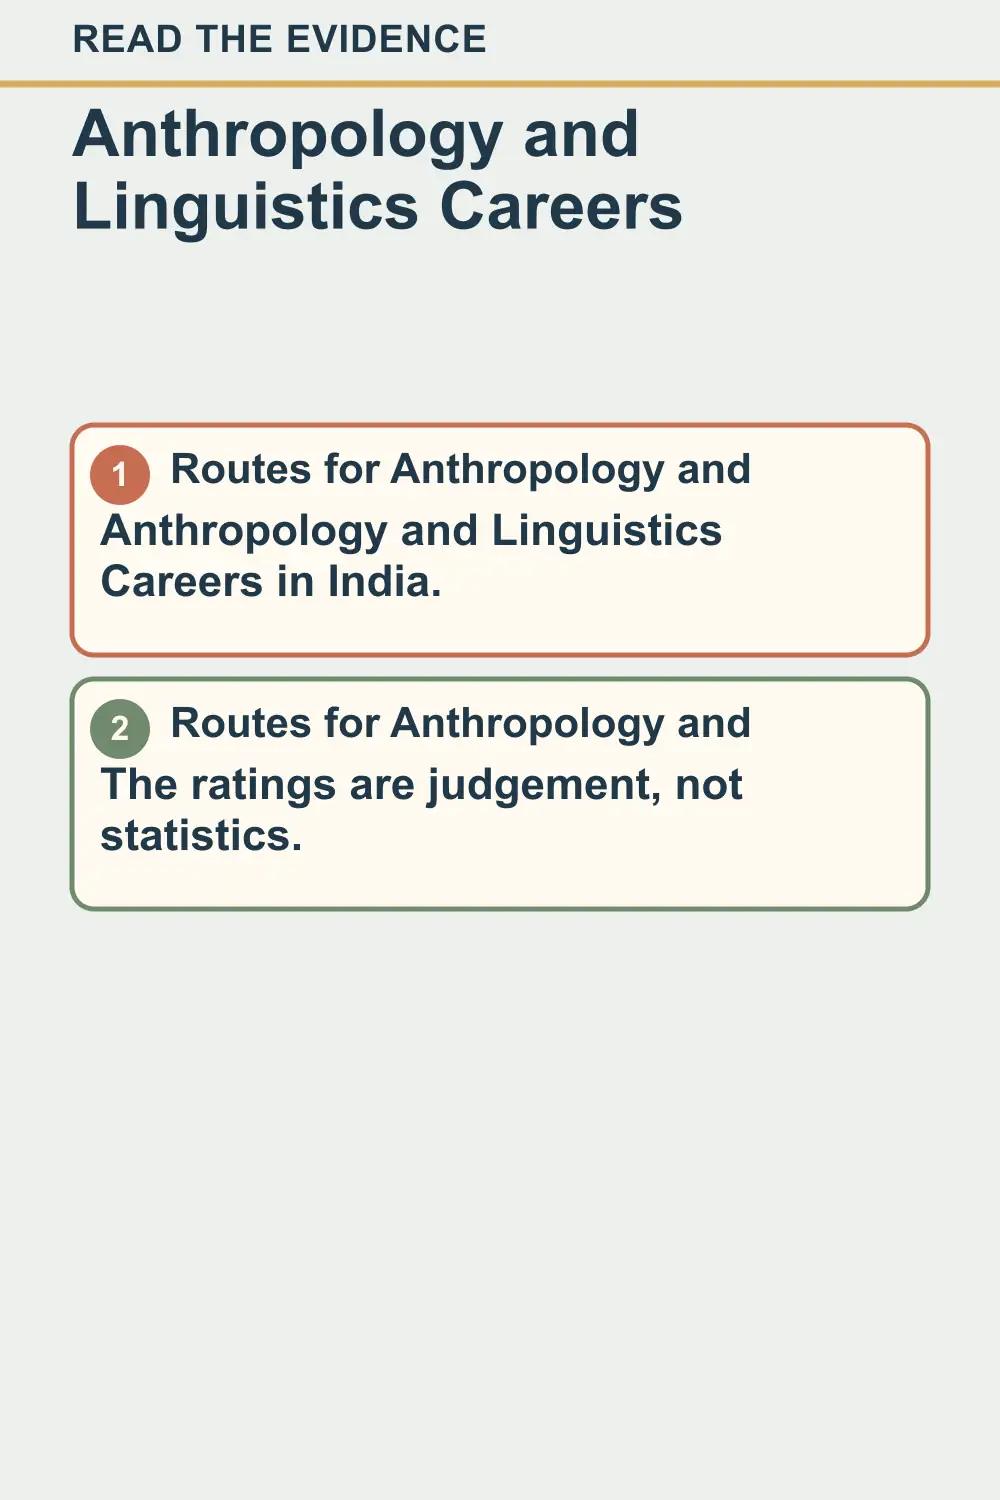 READ THE EVIDENCE
Anthropology and
Linguistics Careers
1 Routes for Anthropology and
Anthropology and Linguistics
Careers in India.
2 Routes for Anthropology and
The ratings are judgement, not
statistics.